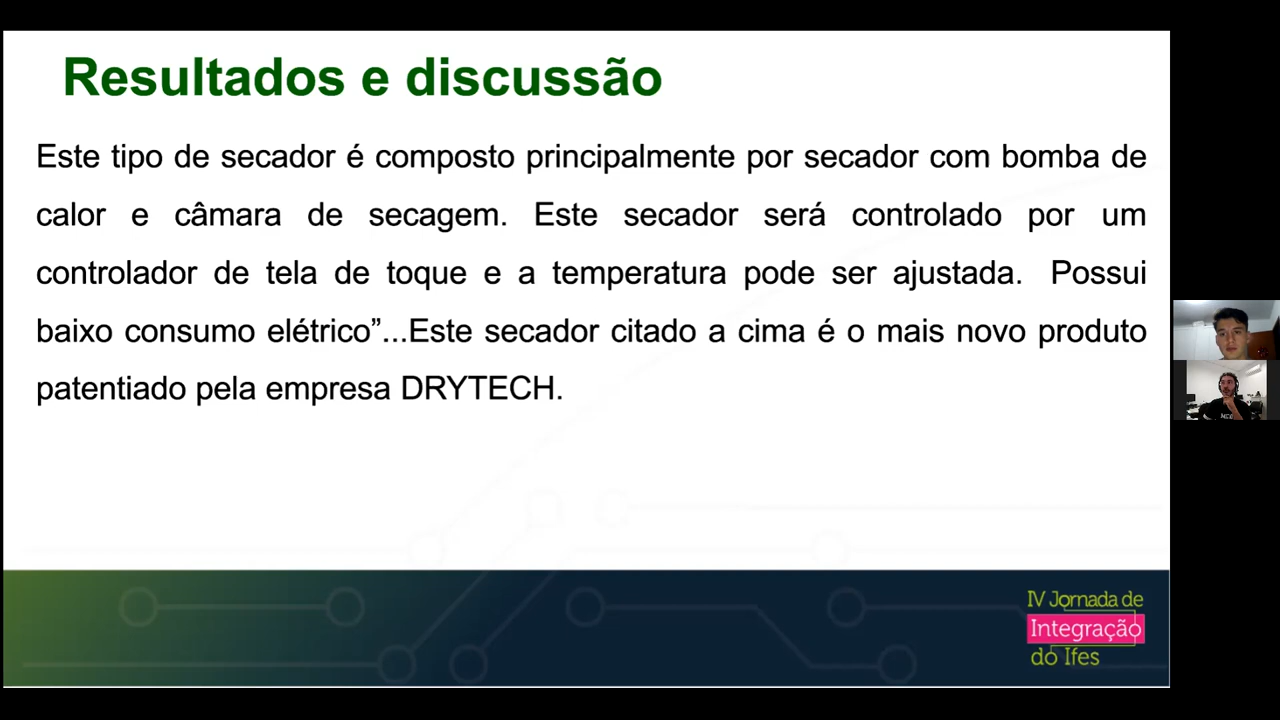 Resultados e discussão
Este tipo de secador é composto principalmente por secador com bomba de
calor e câmara de secagem. Este secador será controlado por um
controlador de tela de toque e a temperatura pode ser ajustada. Possui
baixo consumo elétrico”...Este secador citado a cima é o mais novo produto
patentiado pela empresa DRYTECH.
IV Jornada de
Integração
do Ifes